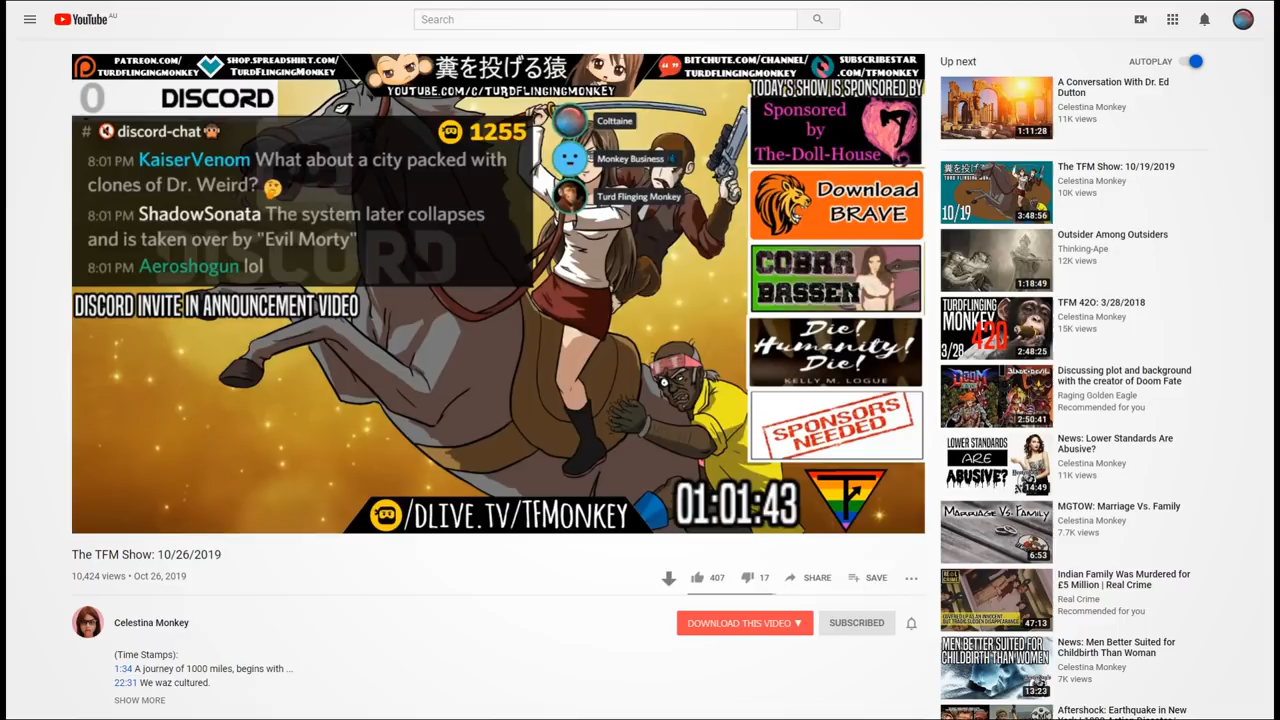 YouTube AU
Search
PATREON.COM/
TURDFLINGINGMONKEY
SHOP.SPREADSHIRT.COM/
TURDFLINGINGMONKEY
糞を投げる猿
YOUTUBE.COM/C/TURDFLINGINGMONKEY
BITCHUTE.COM/CHANNEL/
TURDFLINGINGMONKEY
SUBSCRIBESTAR
.COM/TFMONKEY
0 DISCORD
# discord-chat
1255
8:01 PM KaiserVenom What about a city packed with
clones of Dr. Weird?
8:01 PM ShadowSonata The system later collapses
and is taken over by "Evil Morty"
8:01 PM Aeroshogun lol
DISCORD INVITE IN ANNOUNCEMENT VIDEO
Colttaine
Monkey Business
Turd Flinging Monkey
TODAY'S SHOW IS SPONSORED BY
Sponsored
by
The-Doll-House
Download
BRAVE
COBRA
BASSEN
Die!
Humanity!
Die!
KELLY M. LOGUE
SPONSORS
NEEDED
/DLIVE.TV/TFMONKEY
01:01:43
The TFM Show: 10/26/2019
10,424 views • Oct 26, 2019
407
17
SHARE
SAVE
Celestina Monkey
DOWNLOAD THIS VIDEO ▼
SUBSCRIBED
(Time Stamps):
1:34 A journey of 1000 miles, begins with ...
22:31 We waz cultured.
SHOW MORE
Up next
AUTOPLAY
1:11:28
A Conversation With Dr. Ed
Dutton
Celestina Monkey
11K views
糞を投げ
10/19
3:48:56
The TFM Show: 10/19/2019
Celestina Monkey
10K views
1:18:49
Outsider Among Outsiders
Thinking-Ape
12K views
TURDFLINGING
MONKEY
420
3/28
2:48:25
TFM 42O: 3/28/2018
Celestina Monkey
15K views
DOOM
2:50:41
Discussing plot and background
with the creator of Doom Fate
Raging Golden Eagle
Recommended for you
LOWER STANDARDS
ARE
ABUSIVE?
14:49
News: Lower Standards Are
Abusive?
Celestina Monkey
11K views
MARRIAGE VS. FAMILY
6:53
MGTOW: Marriage Vs. Family
Celestina Monkey
7.7K views
47:13
Indian Family Was Murdered for
£5 Million | Real Crime
Real Crime
Recommended for you
MEN BETTER SUITED FOR
CHILDBIRTH THAN WOMEN
13:23
News: Men Better Suited for
Childbirth Than Woman
Celestina Monkey
7K views
Aftershock: Earthquake in New